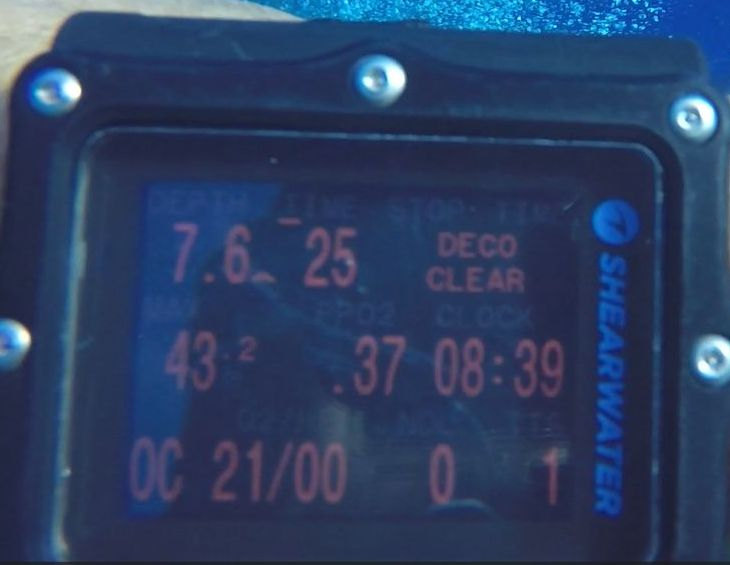 DEPTH TIME STOP TIME
7.6 25 DECO
CLEAR
MAX PPO2 CLOCK
43.2 .37 08:39
O2/HE NDL TTS
OC 21/00 0 1
SHEARWATER